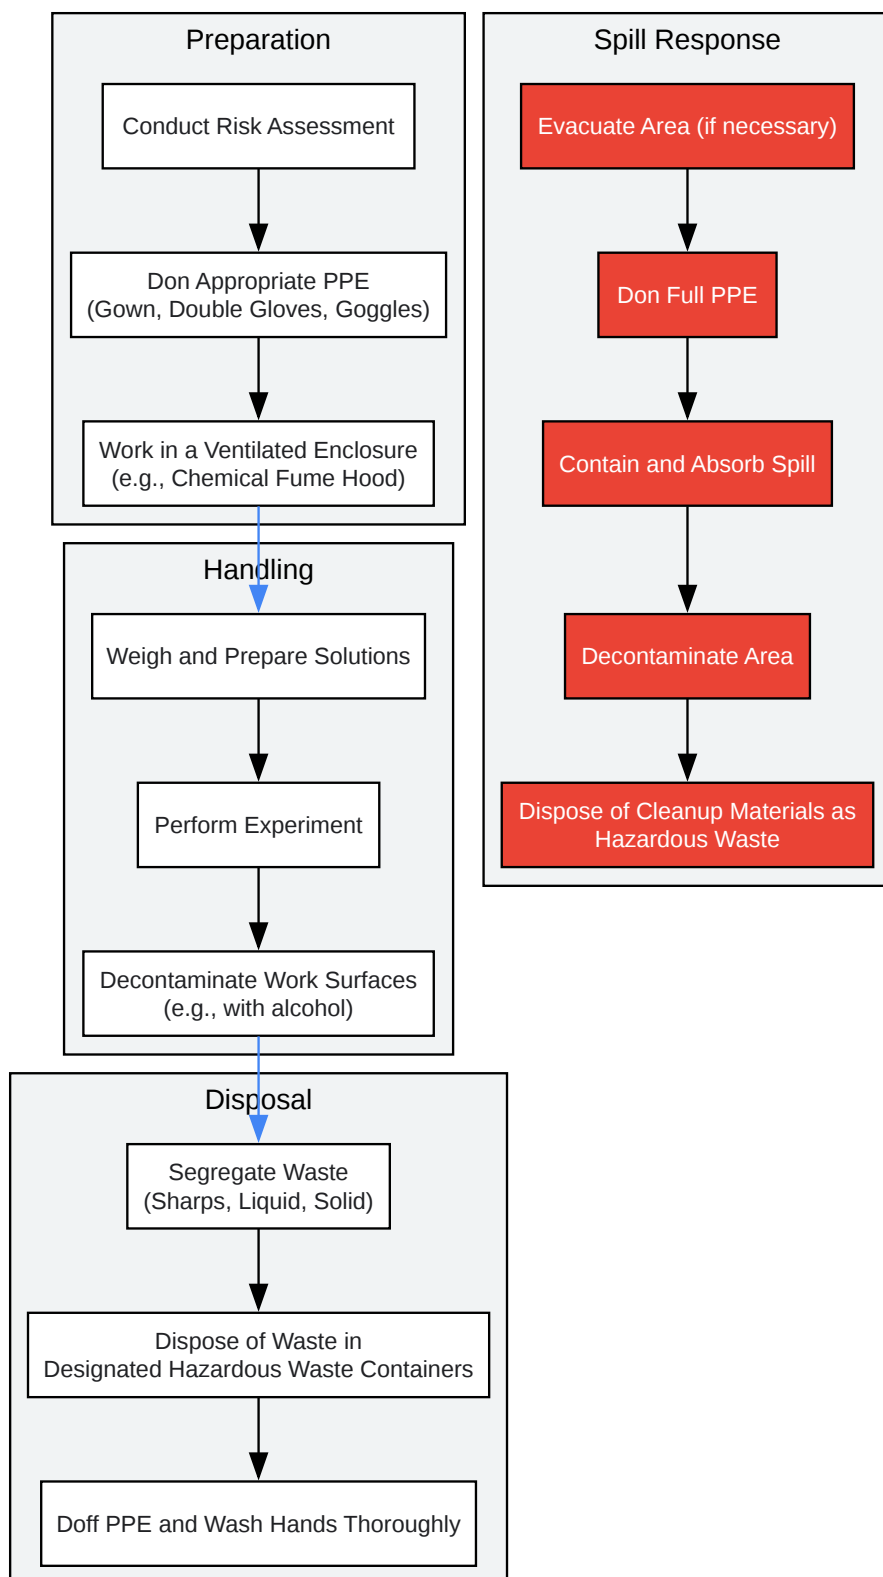 Preparation
Conduct Risk Assessment
Don Appropriate PPE
(Gown, Double Gloves, Goggles)
Work in a Ventilated Enclosure
(e.g., Chemical Fume Hood)
Handling
Weigh and Prepare Solutions
Perform Experiment
Decontaminate Work Surfaces
(e.g., with alcohol)
Disposal
Segregate Waste
(Sharps, Liquid, Solid)
Dispose of Waste in
Designated Hazardous Waste Containers
Doff PPE and Wash Hands Thoroughly
Spill Response
Evacuate Area (if necessary)
Don Full PPE
Contain and Absorb Spill
Decontaminate Area
Dispose of Cleanup Materials as
Hazardous Waste